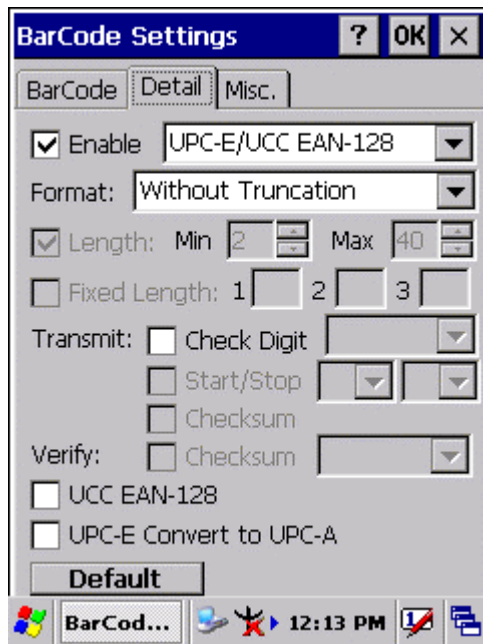 BarCode Settings ? OK ×
BarCode Detail Misc.
Enable UPC-E/UCC EAN-128
Format: Without Truncation
Length: Min 2 Max 40
Fixed Length: 1 2 3
Transmit: Check Digit
Start/Stop
Checksum
Verify: Checksum
UCC EAN-128
UPC-E Convert to UPC-A
Default
BarCod... 12:13 PM